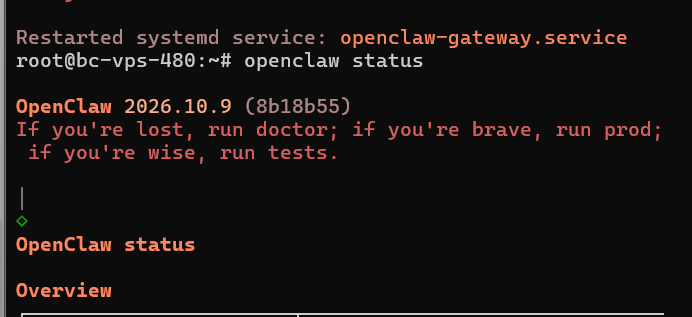 Restarted systemd service: openclaw-gateway.service
root@bc-vps-480:~# openclaw status
OpenClaw 2026.10.9 (8b18b55)
If you're lost, run doctor; if you're brave, run prod;
if you're wise, run tests.
OpenClaw status
Overview